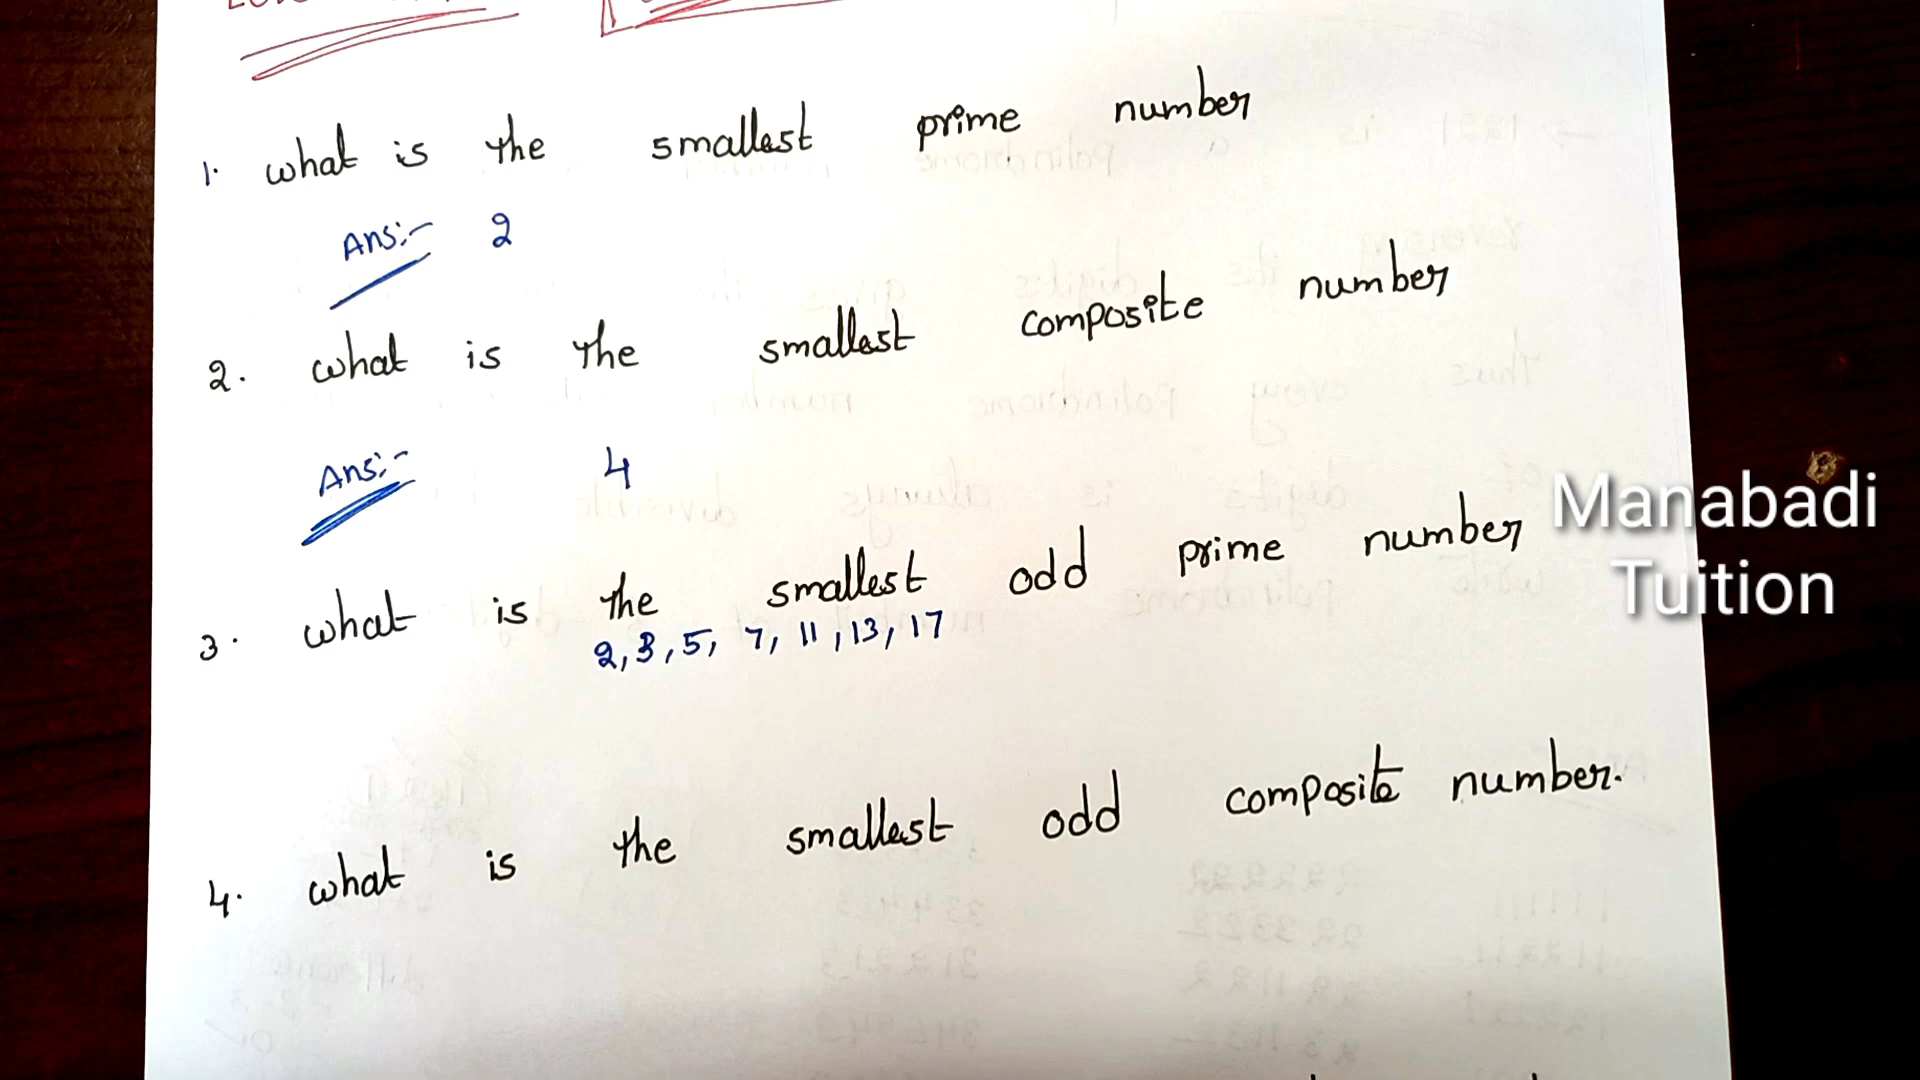 1. what is the smallest prime number
Ans:- 2
2. what is the smallest composite number
Ans:- 4
3. what is the smallest odd prime number
2, 3, 5, 7, 11, 13, 17
4. what is the smallest odd composite number.
Manabadi
Tuition